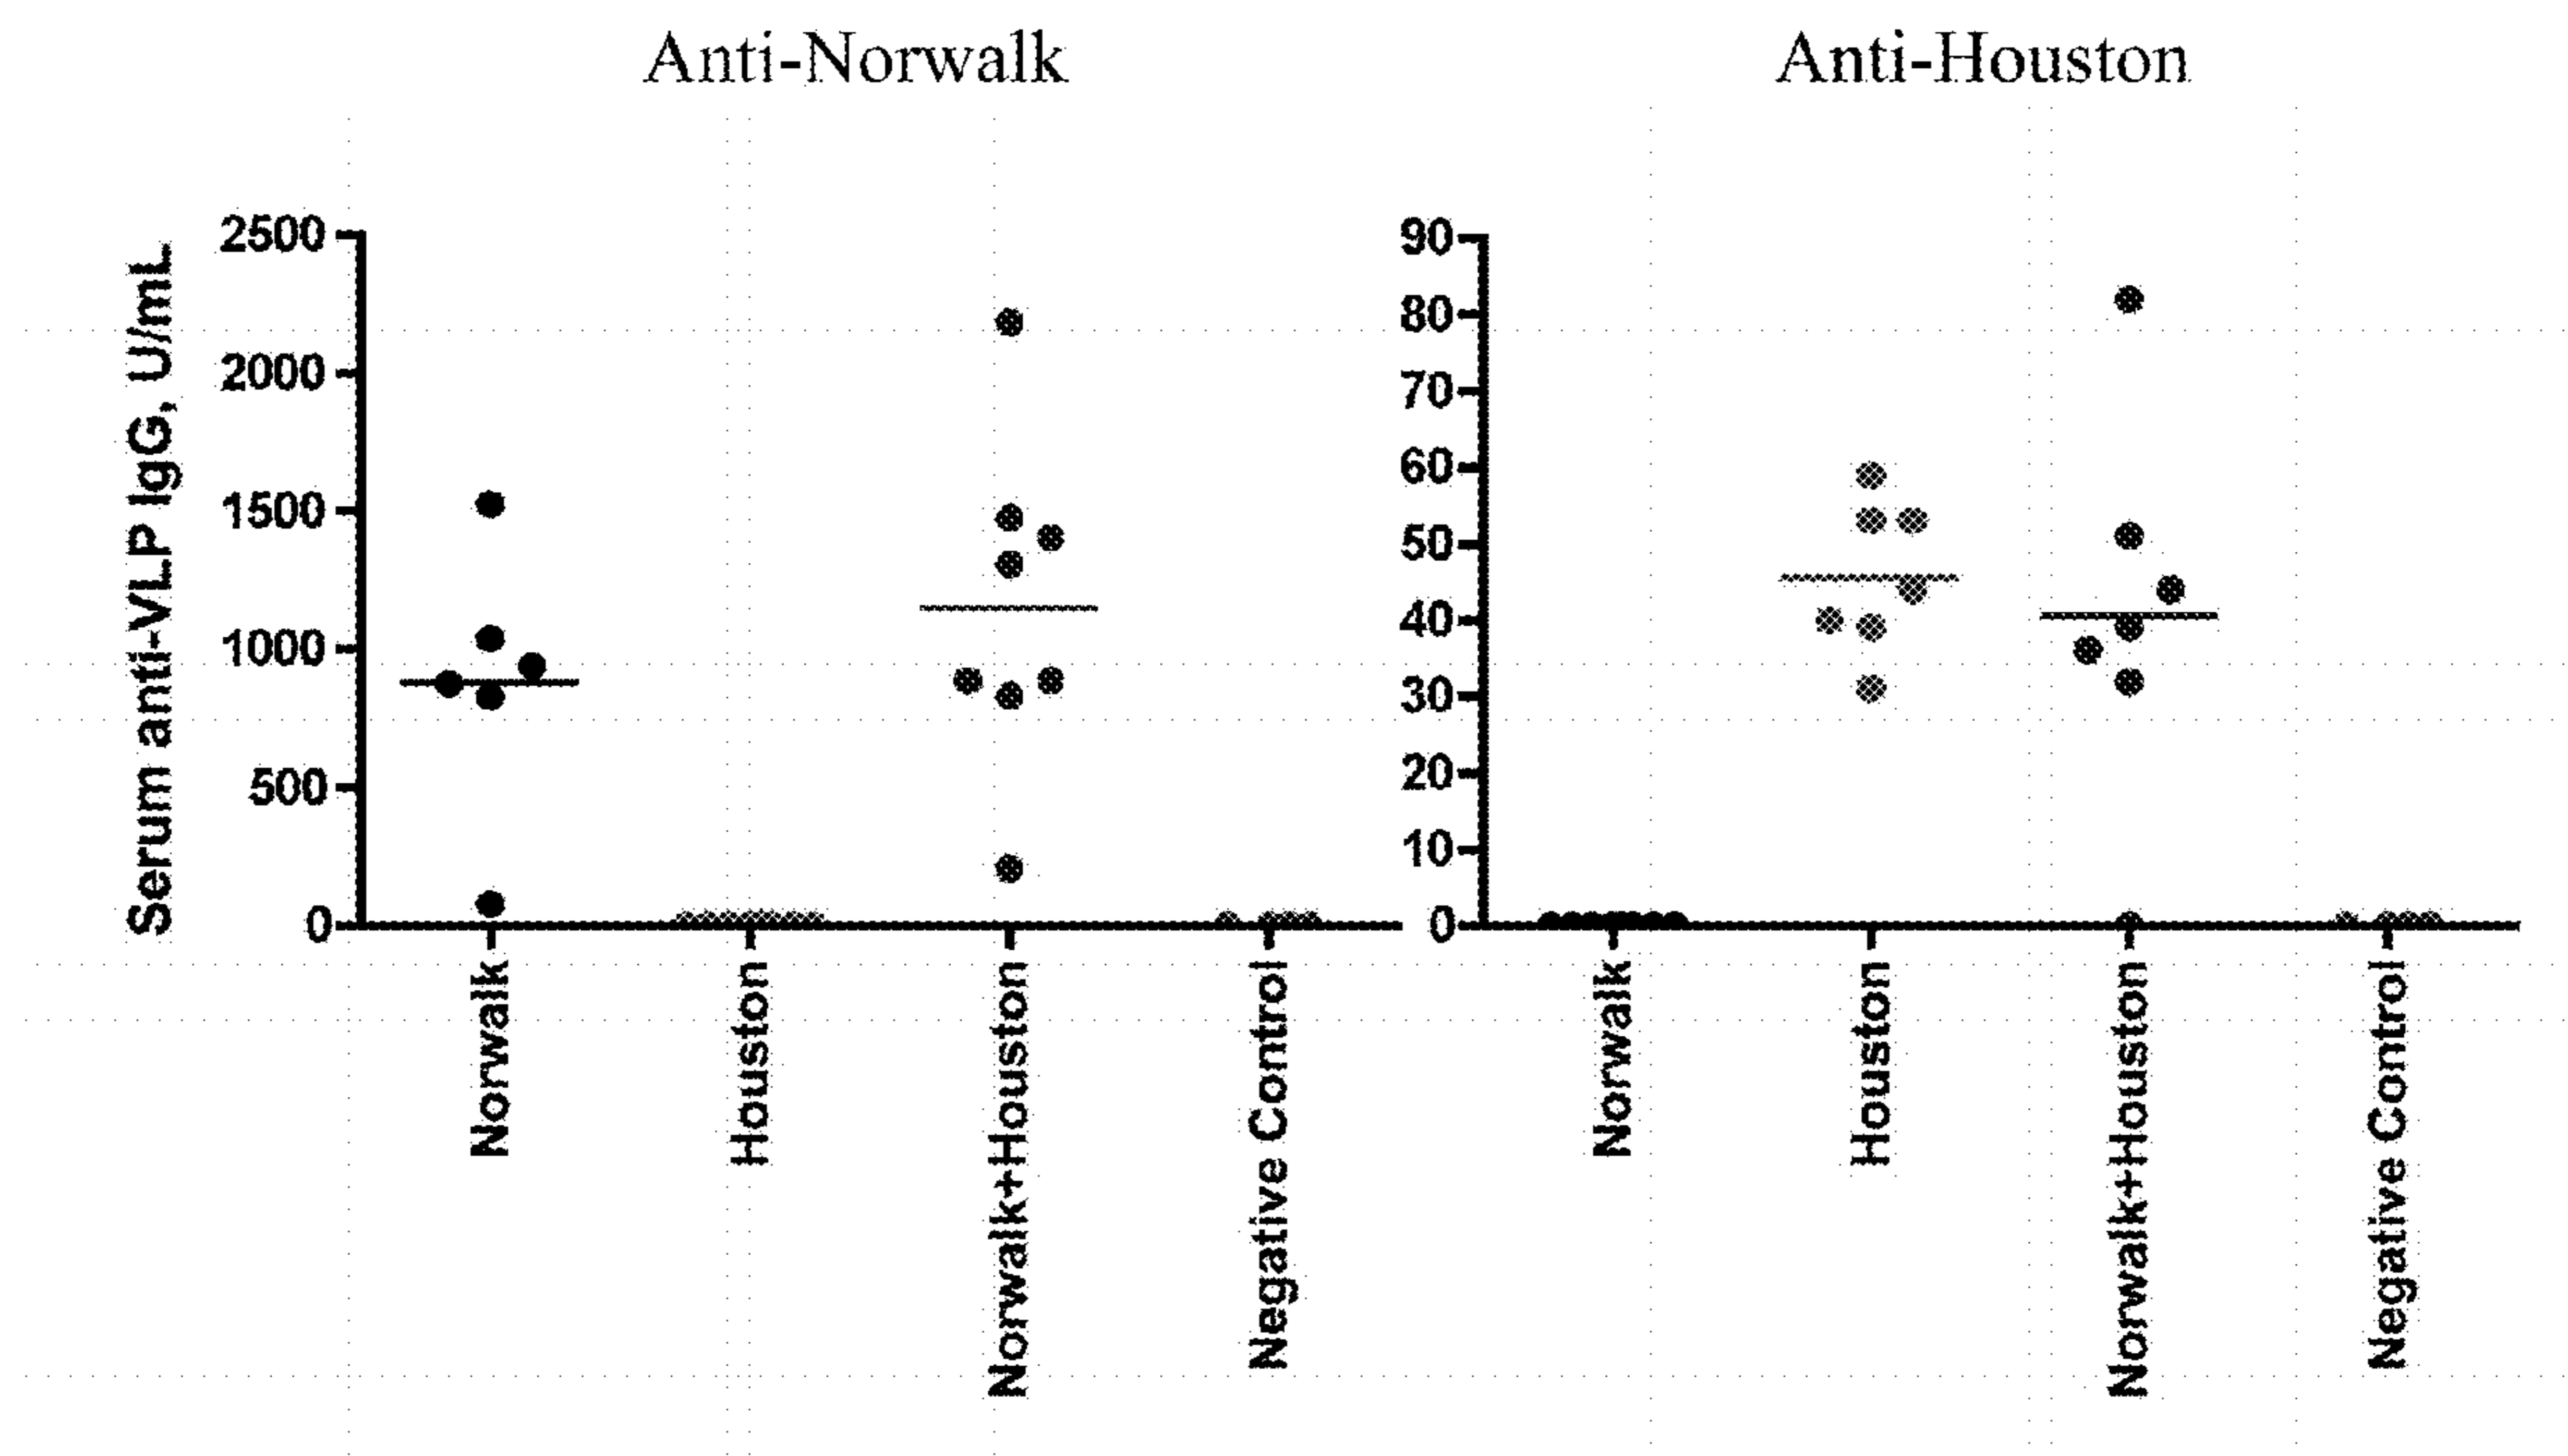 Anti-Norwalk
Anti-Houston
Serum anti-VLP IgG, U/mL
2500
2000
1500
1000
500
0
Norwalk
Houston
Norwalk+Houston
Negative Control
90
80
70
60
50
40
30
20
10
0
Norwalk
Houston
Norwalk+Houston
Negative Control